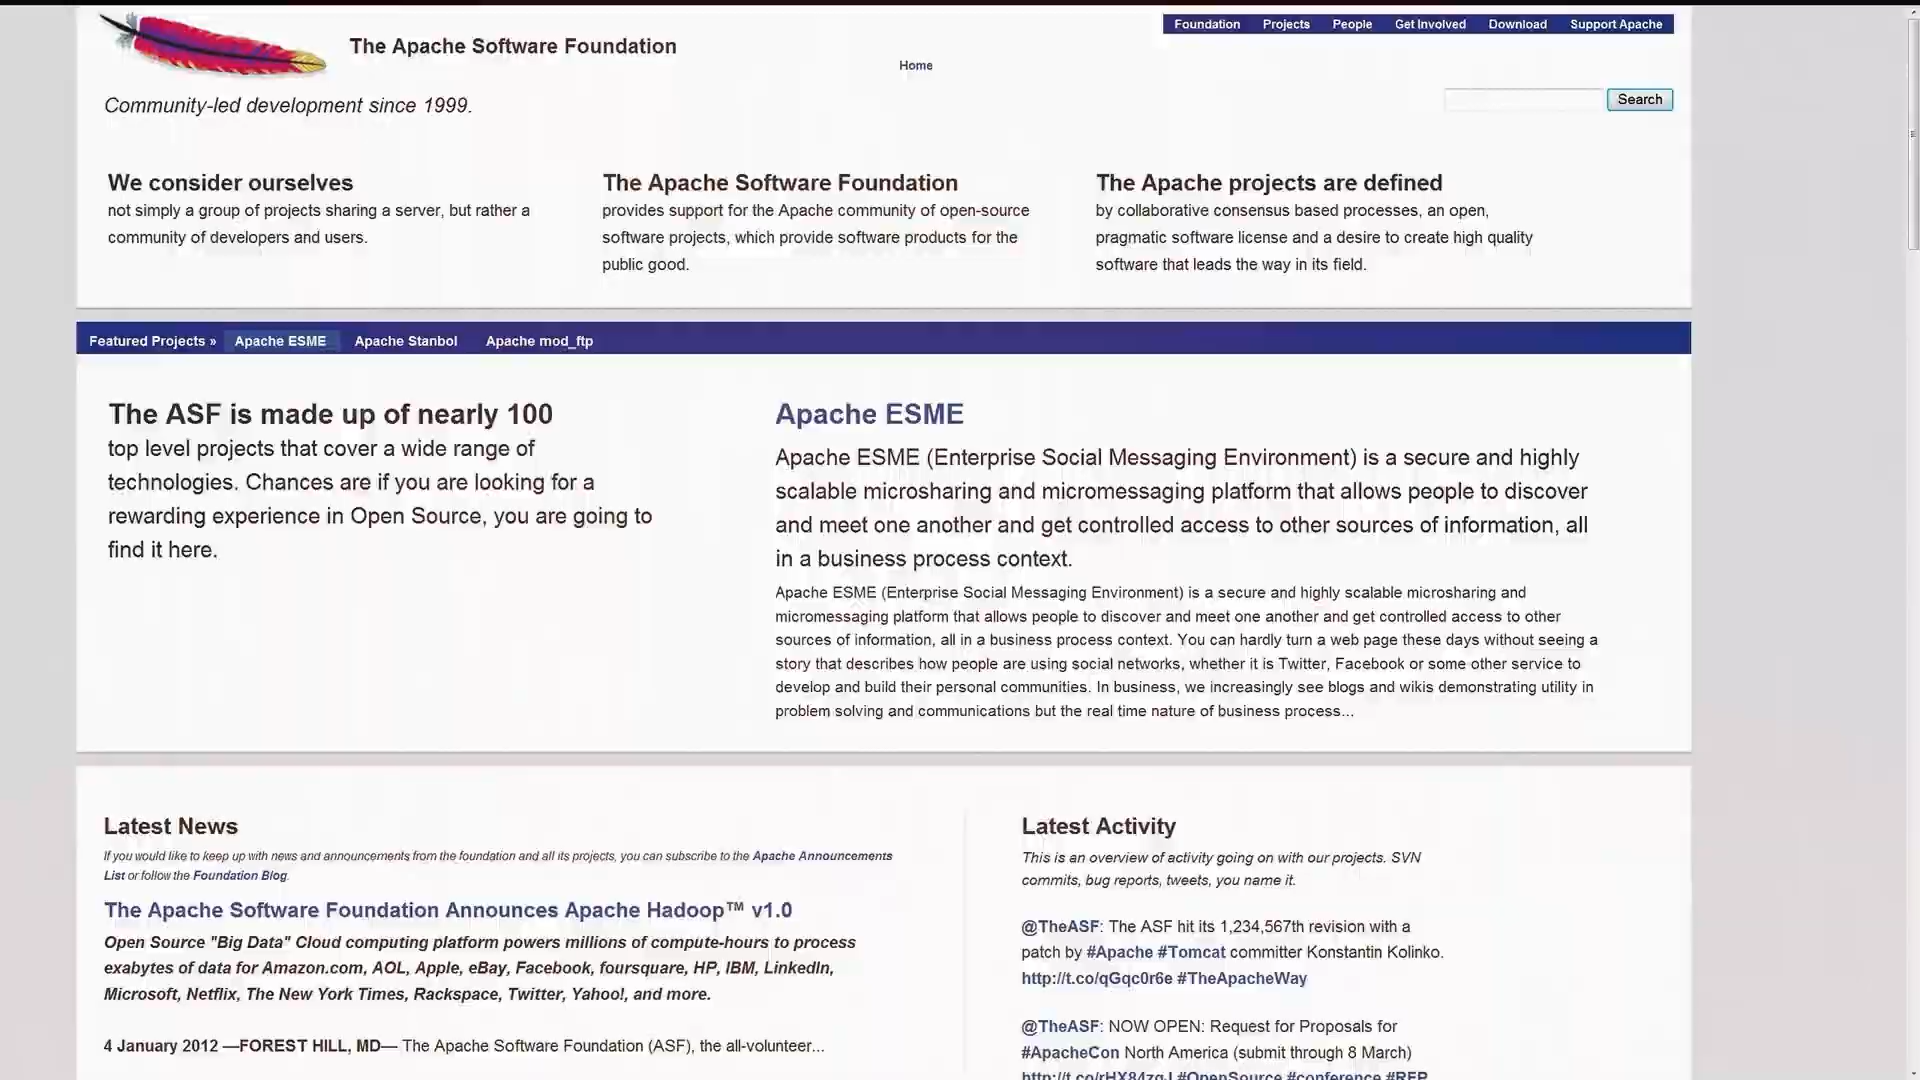 The Apache Software Foundation
Foundation Projects People Get Involved Download Support Apache
Home
Community-led development since 1999.
Search
We consider ourselves
not simply a group of projects sharing a server, but rather a
community of developers and users.
The Apache Software Foundation
provides support for the Apache community of open-source
software projects, which provide software products for the
public good.
The Apache projects are defined
by collaborative consensus based processes, an open,
pragmatic software license and a desire to create high quality
software that leads the way in its field.
Featured Projects » Apache ESME Apache Stanbol Apache mod_ftp
The ASF is made up of nearly 100
top level projects that cover a wide range of
technologies. Chances are if you are looking for a
rewarding experience in Open Source, you are going to
find it here.
Apache ESME
Apache ESME (Enterprise Social Messaging Environment) is a secure and highly
scalable microsharing and micromessaging platform that allows people to discover
and meet one another and get controlled access to other sources of information, all
in a business process context.
Apache ESME (Enterprise Social Messaging Environment) is a secure and highly scalable microsharing and
micromessaging platform that allows people to discover and meet one another and get controlled access to other
sources of information, all in a business process context. You can hardly turn a web page these days without seeing a
story that describes how people are using social networks, whether it is Twitter, Facebook or some other service to
develop and build their personal communities. In business, we increasingly see blogs and wikis demonstrating utility in
problem solving and communications but the real time nature of business process...
Latest News
If you would like to keep up with news and announcements from the foundation and all its projects, you can subscribe to the Apache Announcements
List or follow the Foundation Blog.
The Apache Software Foundation Announces Apache Hadoop™ v1.0
Open Source "Big Data" Cloud computing platform powers millions of compute-hours to process
exabytes of data for Amazon.com, AOL, Apple, eBay, Facebook, foursquare, HP, IBM, LinkedIn,
Microsoft, Netflix, The New York Times, Rackspace, Twitter, Yahoo!, and more.
4 January 2012 —FOREST HILL, MD— The Apache Software Foundation (ASF), the all-volunteer...
Latest Activity
This is an overview of activity going on with our projects. SVN
commits, bug reports, tweets, you name it.
@TheASF: The ASF hit its 1,234,567th revision with a
patch by #Apache #Tomcat committer Konstantin Kolinko.
http://t.co/qGqc0r6e #TheApacheWay
@TheASF: NOW OPEN: Request for Proposals for
#ApacheCon North America (submit through 8 March)
#OpenSource #conference #RFP